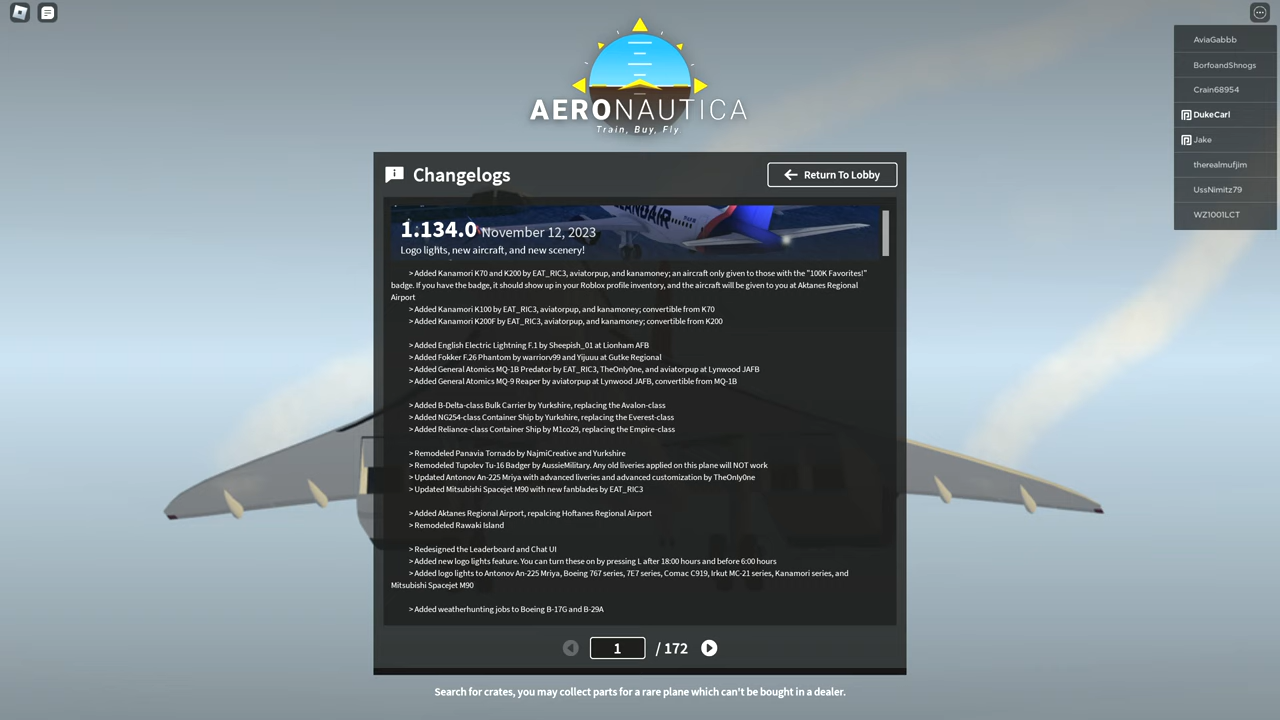 AviaGabbb
BorfoandShnogs
Crain68954
DukeCarl
Jake
therealmufjim
UssNimitz79
WZ1001LCT
AERONAUTICA
Train, Buy, Fly
Changelogs
Return To Lobby
1.134.0 November 12, 2023
Logo lights, new aircraft, and new scenery!
> Added Kanamori K70 and K200 by EAT_RIC3, aviatorpup, and kanamoney; an aircraft only given to those with the "100K Favorites!"
badge. If you have the badge, it should show up in your Roblox profile inventory, and the aircraft will be given to you at Aktanes Regional
Airport
> Added Kanamori K100 by EAT_RIC3, aviatorpup, and kanamoney; convertible from K70
> Added Kanamori K200F by EAT_RIC3, aviatorpup, and kanamoney; convertible from K200
> Added English Electric Lightning F.1 by Sheepish_01 at Lionham AFB
> Added Fokker F.26 Phantom by warriorv99 and Yijuuu at Gutke Regional
> Added General Atomics MQ-1B Predator by EAT_RIC3, TheOnly0ne, and aviatorpup at Lynwood JAFB
> Added General Atomics MQ-9 Reaper by aviatorpup at Lynwood JAFB, convertible from MQ-1B
> Added B-Delta-class Bulk Carrier by Yurkshire, replacing the Avalon-class
> Added NG254-class Container Ship by Yurkshire, replacing the Everest-class
> Added Reliance-class Container Ship by M1co29, replacing the Empire-class
> Remodeled Panavia Tornado by NajmiCreative and Yurkshire
> Remodeled Tupolev Tu-16 Badger by AussieMilitary. Any old liveries applied on this plane will NOT work
> Updated Antonov An-225 Mriya with advanced liveries and advanced customization by TheOnly0ne
> Updated Mitsubishi Spacejet M90 with new fanblades by EAT_RIC3
> Added Aktanes Regional Airport, repalcing Hoftanes Regional Airport
> Remodeled Rawaki Island
> Redesigned the Leaderboard and Chat UI
> Added new logo lights feature. You can turn these on by pressing L after 18:00 hours and before 6:00 hours
> Added logo lights to Antonov An-225 Mriya, Boeing 767 series, 7E7 series, Comac C919, Irkut MC-21 series, Kanamori series, and
Mitsubishi Spacejet M90
> Added weatherhunting jobs to Boeing B-17G and B-29A
1 / 172
Search for crates, you may collect parts for a rare plane which can't be bought in a dealer.